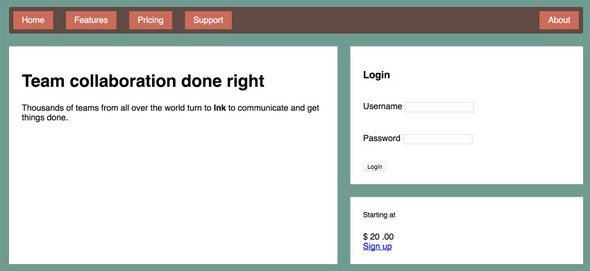 Home Features Pricing Support About
Team collaboration done right
Thousands of teams from all over the world turn to Ink to communicate and get
things done.
Login
Username
Password
Login
Starting at
$ 20 .00
Sign up